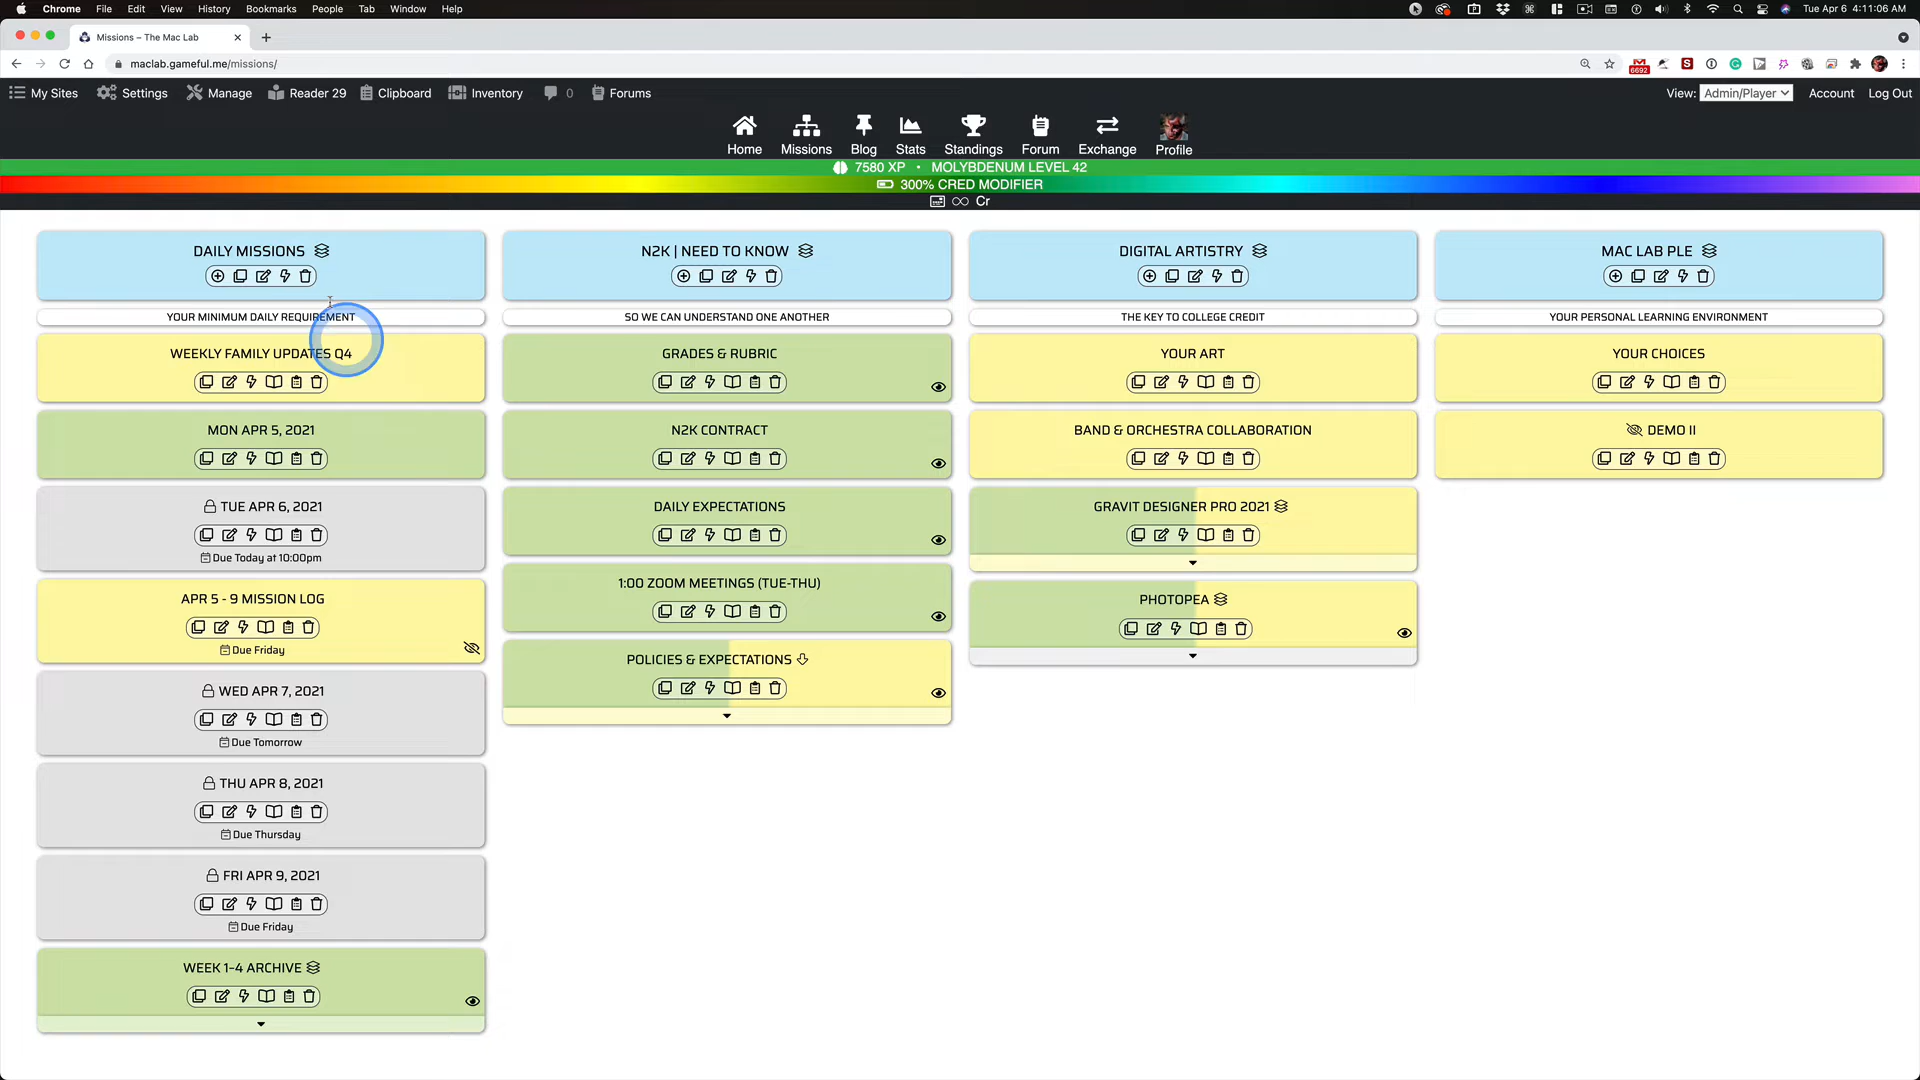 Chrome File Edit View History Bookmarks People Tab Window Help Tue Apr 6 4:11:06 AM
Missions – The Mac Lab
maclab.gameful.me/missions/
6692
My Sites Settings Manage Reader 29 Clipboard Inventory 0 Forums View: Admin/Player Account Log Out
Home Missions Blog Stats Standings Forum Exchange Profile
7580 XP • MOLYBDENUM LEVEL 42
300% CRED MODIFIER
∞ Cr
DAILY MISSIONS
YOUR MINIMUM DAILY REQUIREMENT
WEEKLY FAMILY UPDATES Q4
MON APR 5, 2021
TUE APR 6, 2021
Due Today at 10:00pm
APR 5 - 9 MISSION LOG
Due Friday
WED APR 7, 2021
Due Tomorrow
THU APR 8, 2021
Due Thursday
FRI APR 9, 2021
Due Friday
WEEK 1-4 ARCHIVE
N2K | NEED TO KNOW
SO WE CAN UNDERSTAND ONE ANOTHER
GRADES & RUBRIC
N2K CONTRACT
DAILY EXPECTATIONS
1:00 ZOOM MEETINGS (TUE-THU)
POLICIES & EXPECTATIONS
DIGITAL ARTISTRY
THE KEY TO COLLEGE CREDIT
YOUR ART
BAND & ORCHESTRA COLLABORATION
GRAVIT DESIGNER PRO 2021
PHOTOPEA
MAC LAB PLE
YOUR PERSONAL LEARNING ENVIRONMENT
YOUR CHOICES
DEMO II